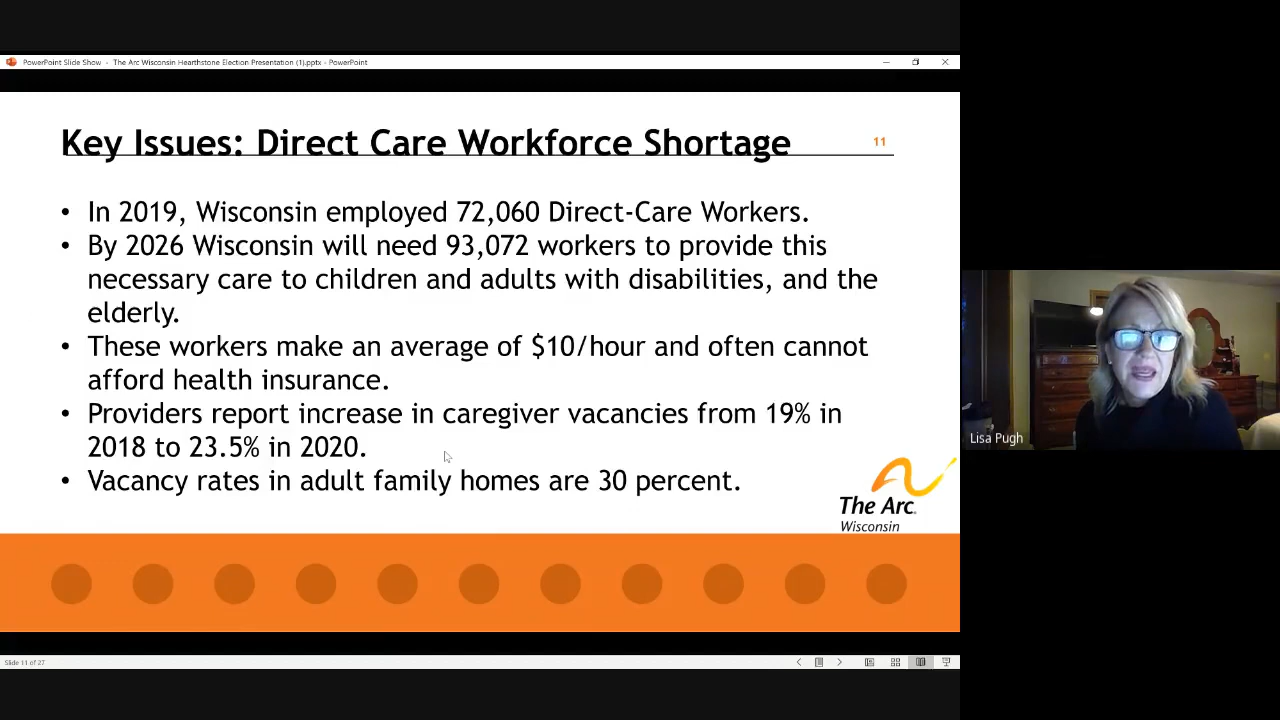 PowerPoint Slide Show - The Arc Wisconsin Hearthstone Election Presentation (1).pptx - PowerPoint
Key Issues: Direct Care Workforce Shortage
11
• In 2019, Wisconsin employed 72,060 Direct-Care Workers.
• By 2026 Wisconsin will need 93,072 workers to provide this
necessary care to children and adults with disabilities, and the
elderly.
• These workers make an average of $10/hour and often cannot
afford health insurance.
• Providers report increase in caregiver vacancies from 19% in
2018 to 23.5% in 2020.
• Vacancy rates in adult family homes are 30 percent.
The Arc.
Wisconsin
Lisa Pugh
Slide 11 of 27